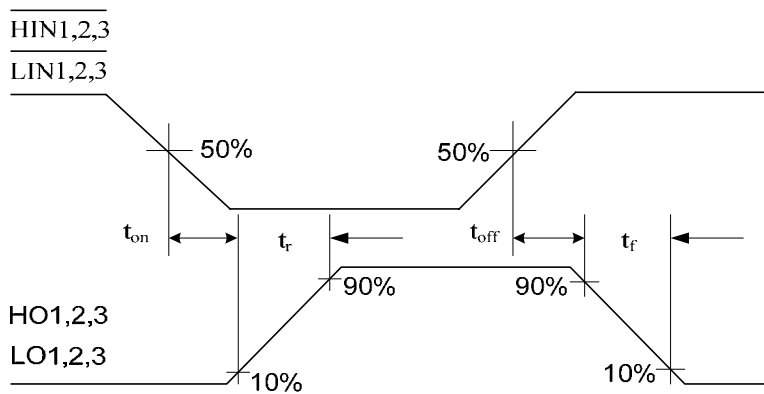 HIN1,2,3
LIN1,2,3
50%
50%
ton
tr
toff
tf
90%
90%
HO1,2,3
LO1,2,3
10%
10%